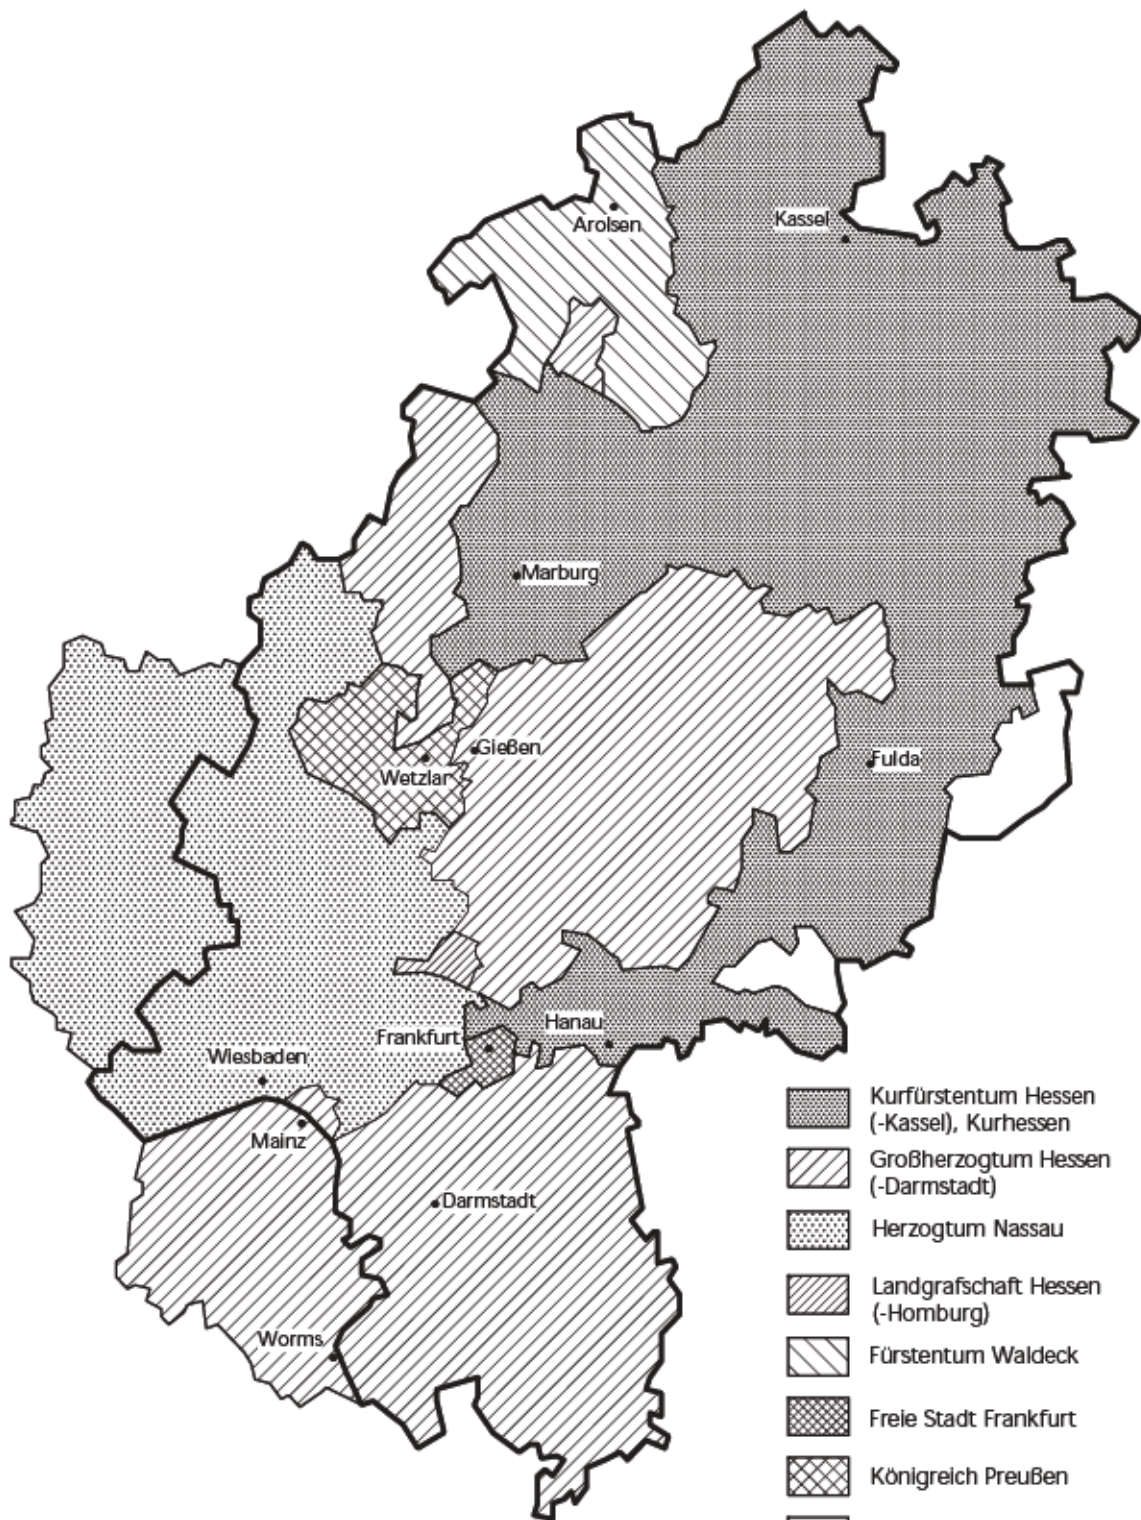 Arolsen
Kassel
Marburg
Gießen
Wetzlar
Fulda
Frankfurt
Hanau
Wiesbaden
Mainz
Darmstadt
Worms
Kurfürstentum Hessen
(-Kassel), Kurhessen
Großherzogtum Hessen
(-Darmstadt)
Herzogtum Nassau
Landgrafschaft Hessen
(-Homburg)
Fürstentum Waldeck
Freie Stadt Frankfurt
Königreich Preußen